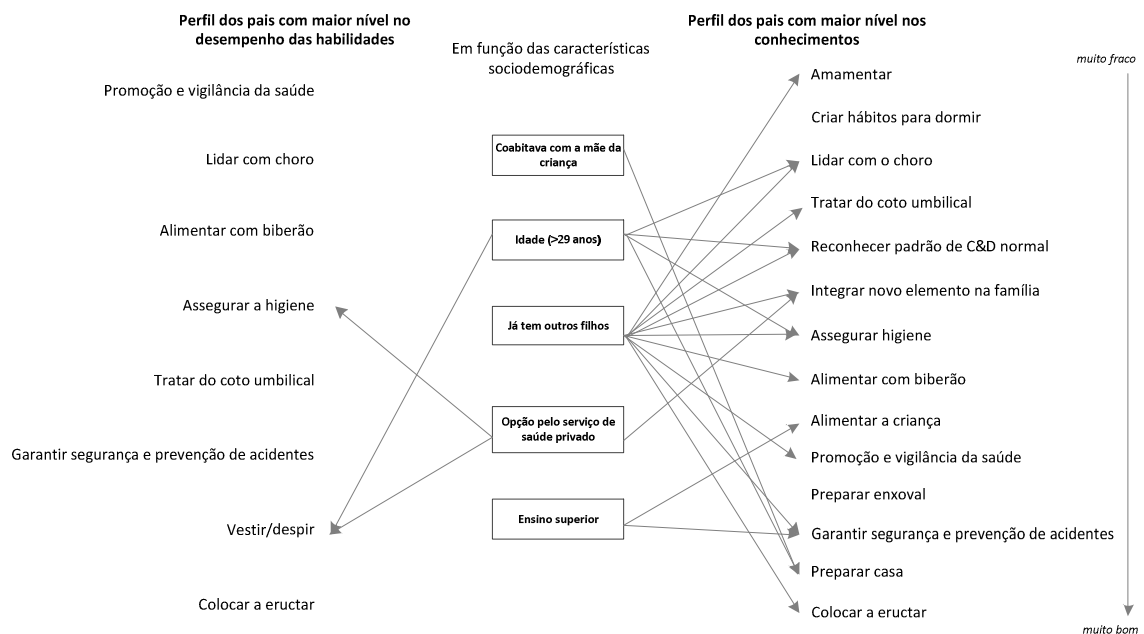 Perfil dos pais com maior nível no
desempenho das habilidades
Promoção e vigilância da saúde
Lidar com choro
Alimentar com biberão
Assegurar a higiene
Tratar do coto umbilical
Garantir segurança e prevenção de acidentes
Vestir/despir
Colocar a eructar
Em função das características
sociodemográficas
Coabitava com a mãe da
criança
Idade (>29 anos)
Já tem outros filhos
Opção pelo serviço de
saúde privado
Ensino superior
Perfil dos pais com maior nível nos
conhecimentos
Amamentar
Criar hábitos para dormir
Lidar com o choro
Tratar do coto umbilical
Reconhecer padrão de C&D normal
Integrar novo elemento na família
Assegurar higiene
Alimentar com biberão
Alimentar a criança
Promoção e vigilância da saúde
Preparar enxoval
Garantir segurança e prevenção de acidentes
Preparar casa
Colocar a eructar
muito fraco
muito bom